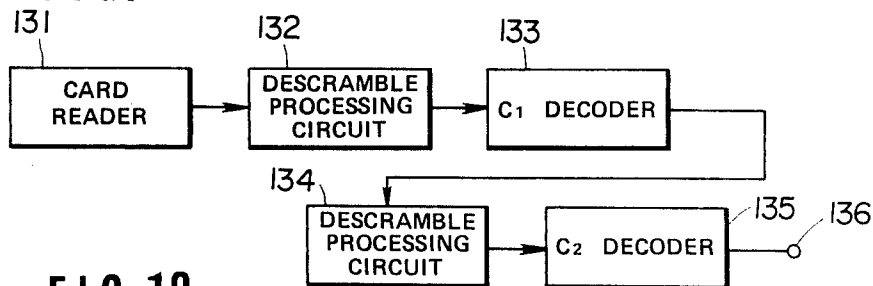 131
132
133
CARD
READER
DESCRAMBLE
PROCESSING
CIRCUIT
C1 DECODER
134
135
136
DESCRAMBLE
PROCESSING
CIRCUIT
C2 DECODER